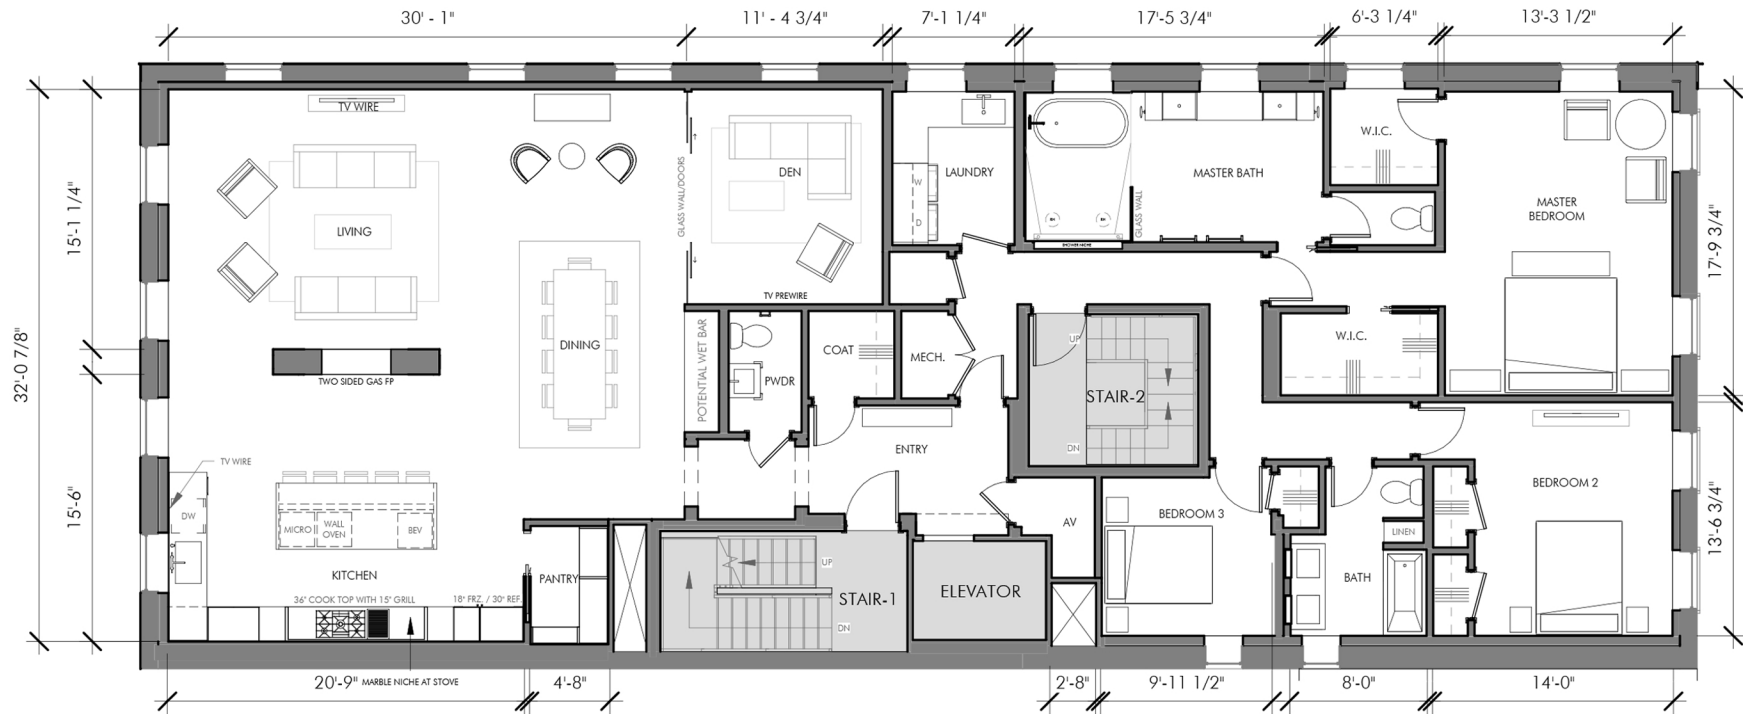 30' - 1"
11' - 4 3/4"
7'-1 1/4"
17'-5 3/4"
6'-3 1/4"
13'-3 1/2"
TV WIRE
W.I.C.
LAUNDRY
DEN
MASTER BATH
GLASS WALL/DOORS
W
D
GLASS WALL
MASTER
BEDROOM
LIVING
15'-1 1/4"
17'-9 3/4"
SHOWER NICHE
TV PREWIRE
32'-0 7/8"
POTENTIAL WET BAR
DINING
COAT
MECH.
UP
W.I.C.
TWO SIDED GAS FP
PWDR
STAIR-2
DN
ENTRY
TV WIRE
BEDROOM 2
15'-6"
DW
MICRO
WALL
OVEN
BEV
AV
BEDROOM 3
LINEN
13'-6 3/4"
KITCHEN
PANTRY
UP
BATH
36" COOK TOP WITH 15" GRILL
18" FRZ. / 30" REF.
STAIR-1
ELEVATOR
DN
20'-9"
MARBLE NICHE AT STOVE
4'-8"
2'-8"
9'-11 1/2"
8'-0"
14'-0"